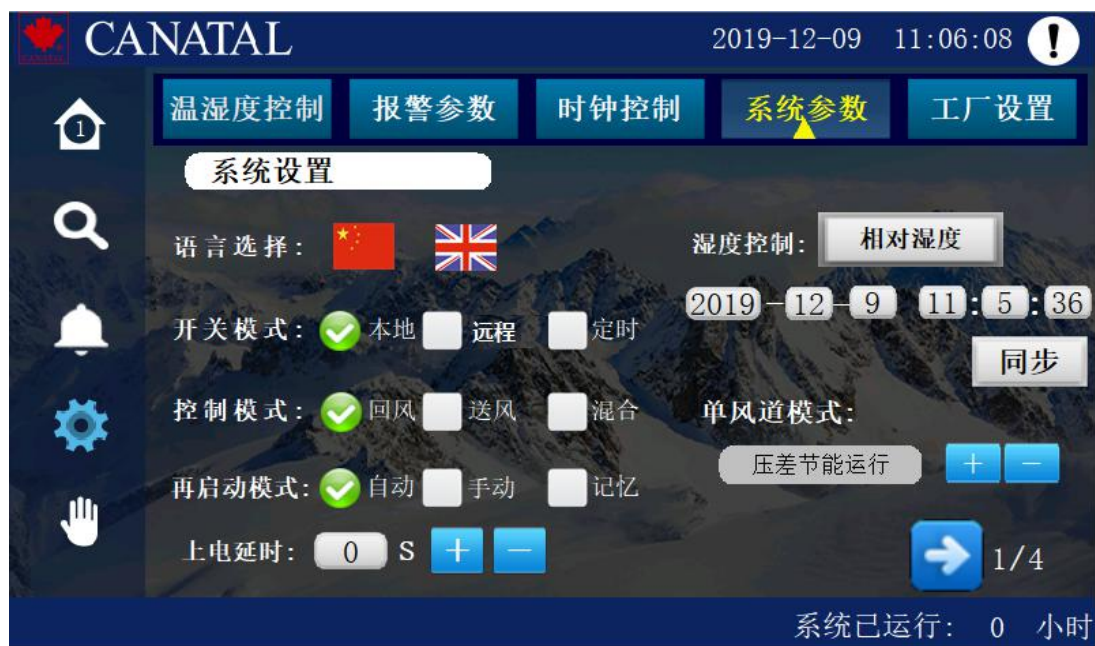 CANATAL 2019-12-09 11:06:08
温湿度控制 报警参数 时钟控制 系统参数 工厂设置
1
系统设置
语言选择: 湿度控制: 相对湿度
2019-12-9 11:5:36
开关模式: 本地 远程 定时
同步
控制模式: 回风 送风 混合 单风道模式:
压差节能运行 + −
再启动模式: 自动 手动 记忆
上电延时: 0 S + − 1/4
系统已运行: 0 小时